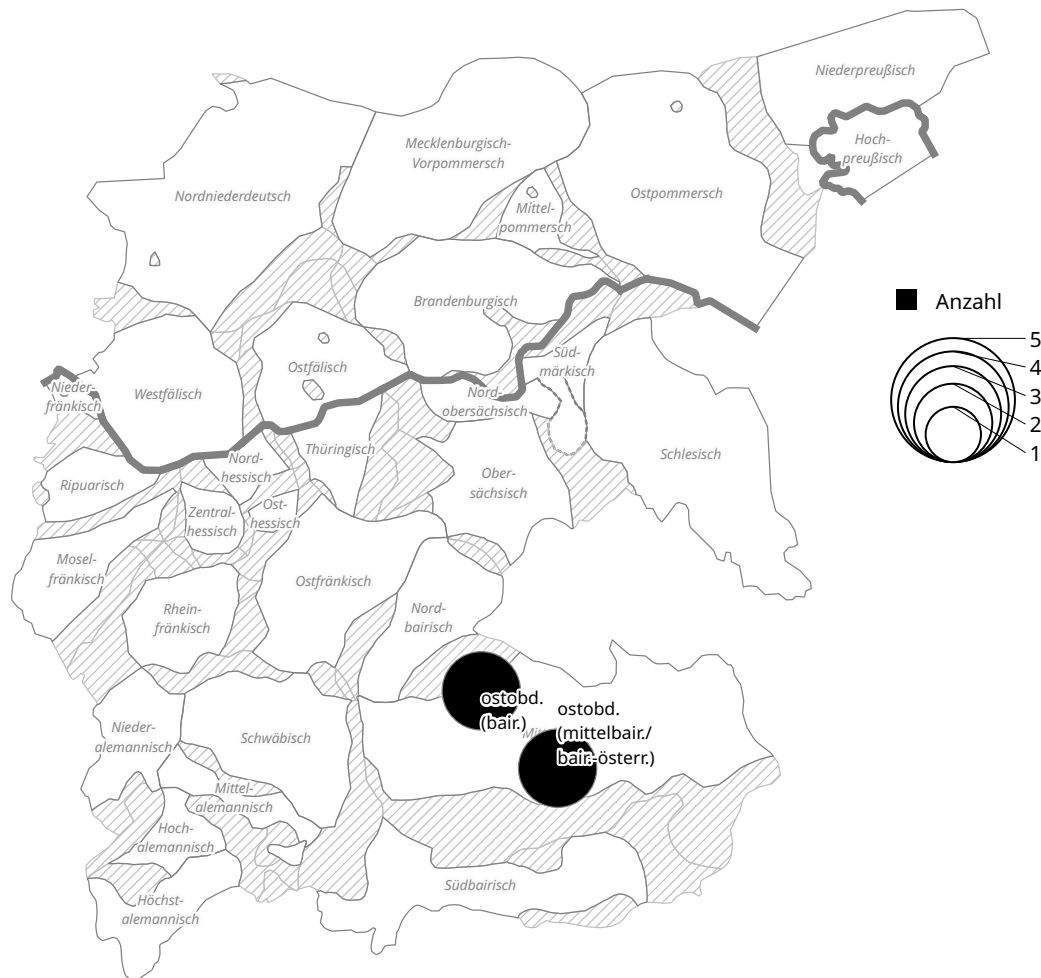 Niederpreußisch
Hoch-
preußisch
Mecklenburgisch-
Vorpommersch
Nordniederdeutsch
Ostpommersch
Mittel-
pommersch
Brandenburgisch
Anzahl
5
4
3
2
1
Süd-
märkisch
Ostfälisch
Westfälisch
Nieder-
fränkisch
Nord-
obersächsisch
Thüringisch
Nord-
hessisch
Schlesisch
Ober-
sächsisch
Ripuarisch
Ost-
hessisch
Zentral-
hessisch
Mosel-
fränkisch
Ostfränkisch
Rhein-
fränkisch
Nord-
bairisch
ostobd.
(bair.)
ostobd.
(mittelbair./
bair.-österr.)
Nieder-
alemannisch
Schwäbisch
Mittel-
alemannisch
Hoch-
alemannisch
Südbairisch
Höchst-
alemannisch